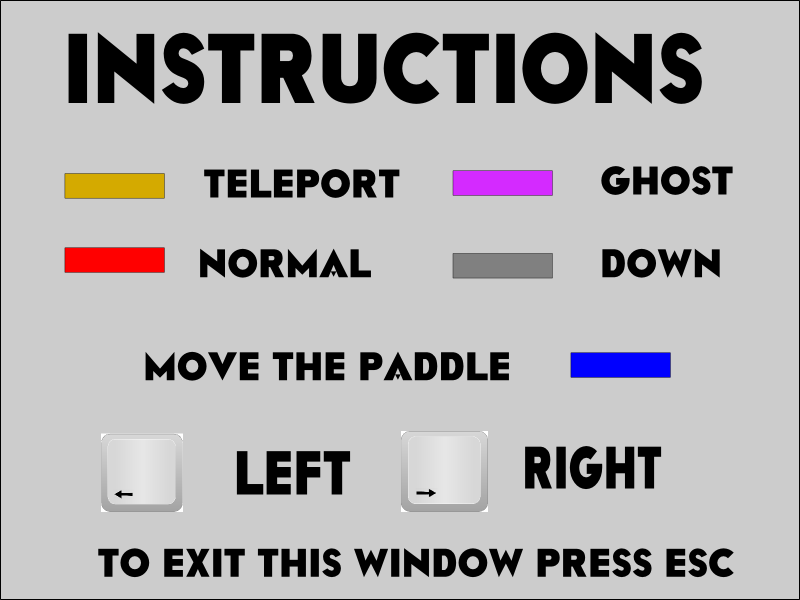 INSTRUCTIONS
TELEPORT GHOST
NORMAL DOWN
MOVE THE PADDLE
LEFT RIGHT
TO EXIT THIS WINDOW PRESS ESC